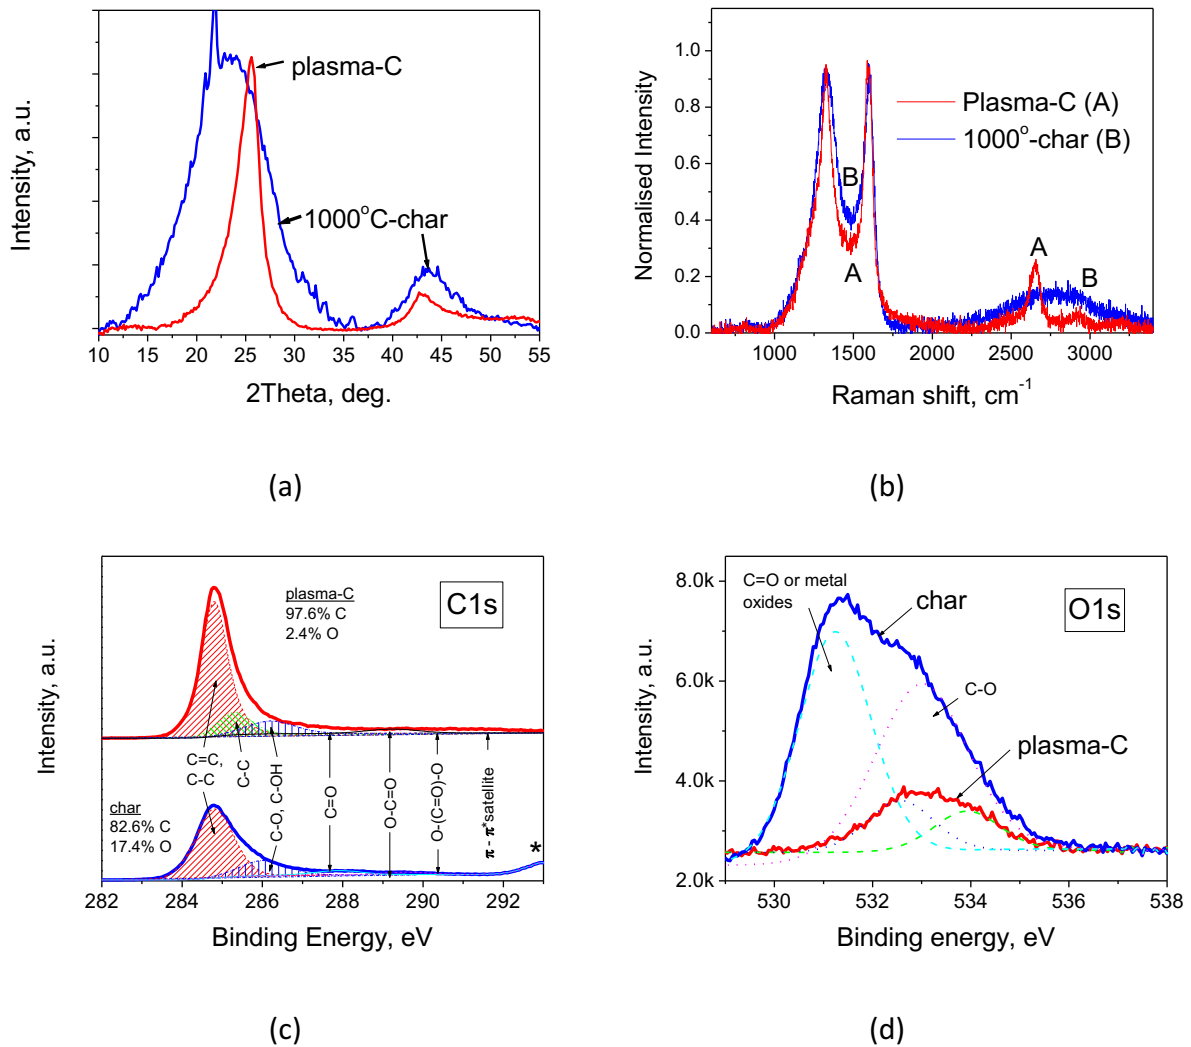 plasma-C
1000°C-char
Intensity, a.u.
10 15 20 25 30 35 40 45 50 55
2Theta, deg.
(a)
1.0
0.8
0.6
0.4
0.2
0.0
Normalised Intensity
Plasma-C (A)
1000°-char (B)
B
A
A
B
1000 1500 2000 2500 3000
Raman shift, cm-1
(b)
C1s
plasma-C
97.6% C
2.4% O
C=C,
C-C
C-C
C-O, C-OH
C=O
O-C=O
O-(C=O)-O
π - π*satellite
*
char
82.6% C
17.4% O
Intensity, a.u.
282 284 286 288 290 292
Binding Energy, eV
(c)
8.0k
6.0k
4.0k
2.0k
Intensity, a.u.
C=O or metal
oxides
char
O1s
C-O
plasma-C
530 532 534 536 538
Binding energy, eV
(d)